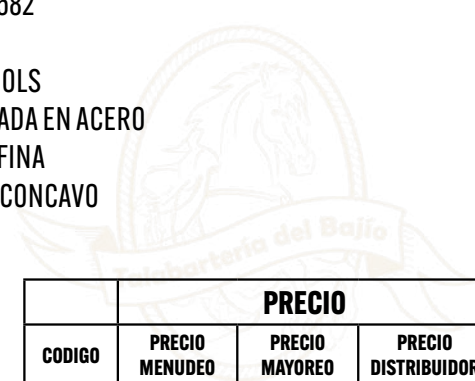 682
OLS
ADA EN ACERO
FINA
CONCAVO
Talabartería del Bajío
PRECIO
CODIGO
PRECIO MENUDEO
PRECIO MAYOREO
PRECIO DISTRIBUIDOR